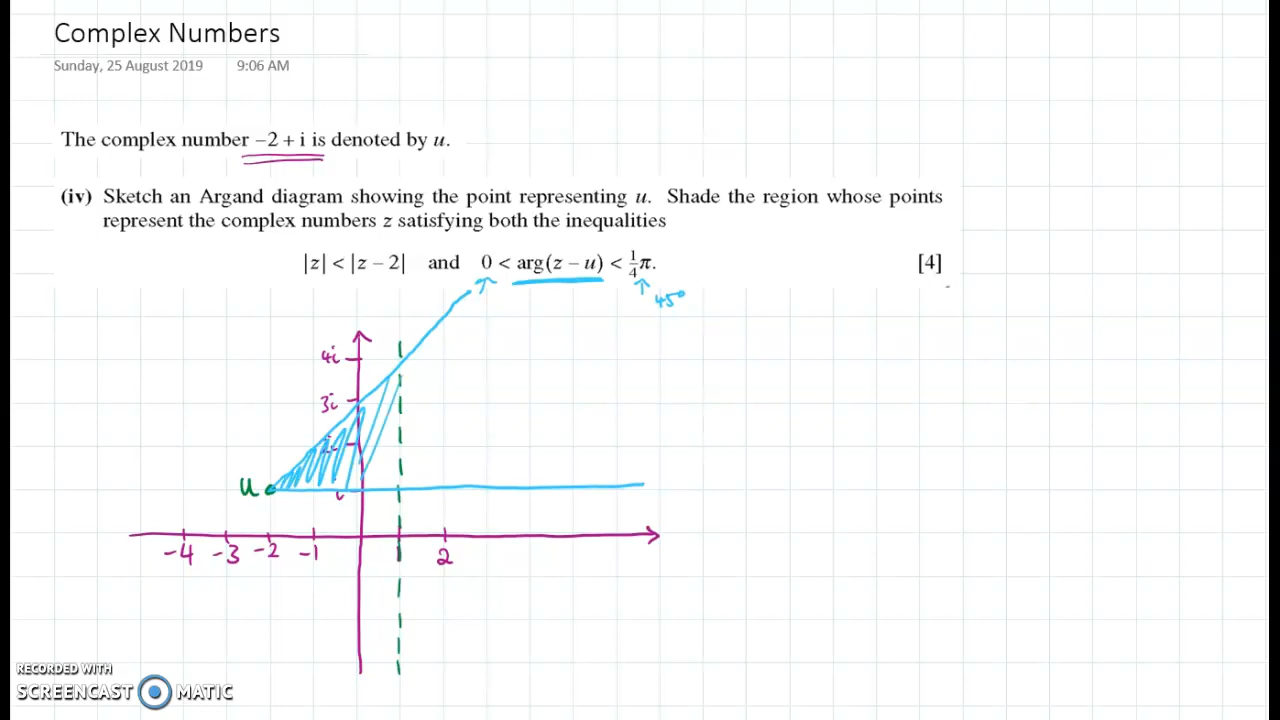 Complex Numbers
Sunday, 25 August 2019 9:06 AM
The complex number −2 + i is denoted by u.
(iv) Sketch an Argand diagram showing the point representing u. Shade the region whose points
represent the complex numbers z satisfying both the inequalities
|z| < |z − 2| and 0 < arg(z − u) < 1/4 π. [4]
45°
4i
3i
u
i
-4 -3 -2 -1 1 2
RECORDED WITH
SCREENCAST MATIC